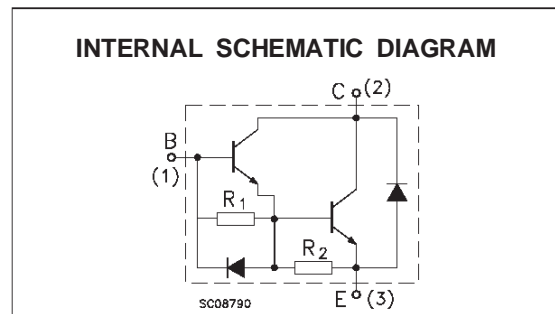 INTERNAL SCHEMATIC DIAGRAM
C (2)
B
(1)
R1
R2
SC08790
E (3)